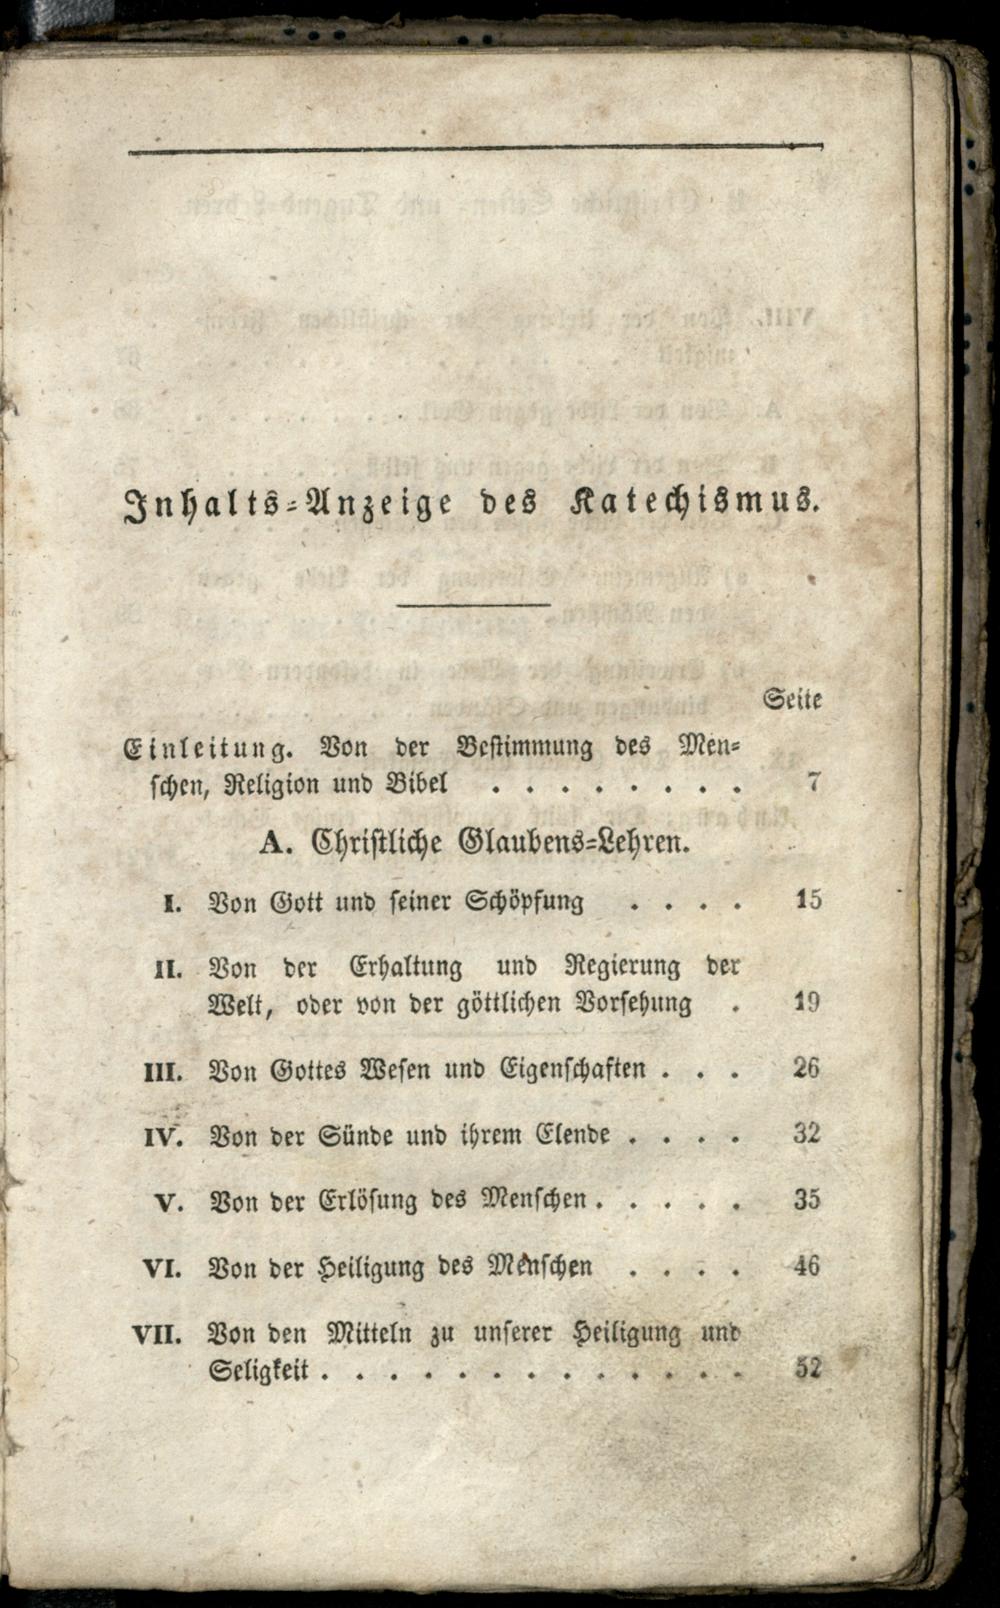 Inhalts-Anzeige des Katechismus.
Seite
Einleitung. Von der Bestimmung des Men-
schen, Religion und Bibel . . . . . . . . 7
A. Christliche Glaubens-Lehren.
I. Von Gott und seiner Schöpfung . . . . 15
II. Von der Erhaltung und Regierung der
Welt, oder von der göttlichen Vorsehung . 19
III. Von Gottes Wesen und Eigenschaften . . . 26
IV. Von der Sünde und ihrem Elende . . . . 32
V. Von der Erlösung des Menschen . . . . . 35
VI. Von der Heiligung des Menschen . . . . 46
VII. Von den Mitteln zu unserer Heiligung und
Seligkeit . . . . . . . . . . . . . 52